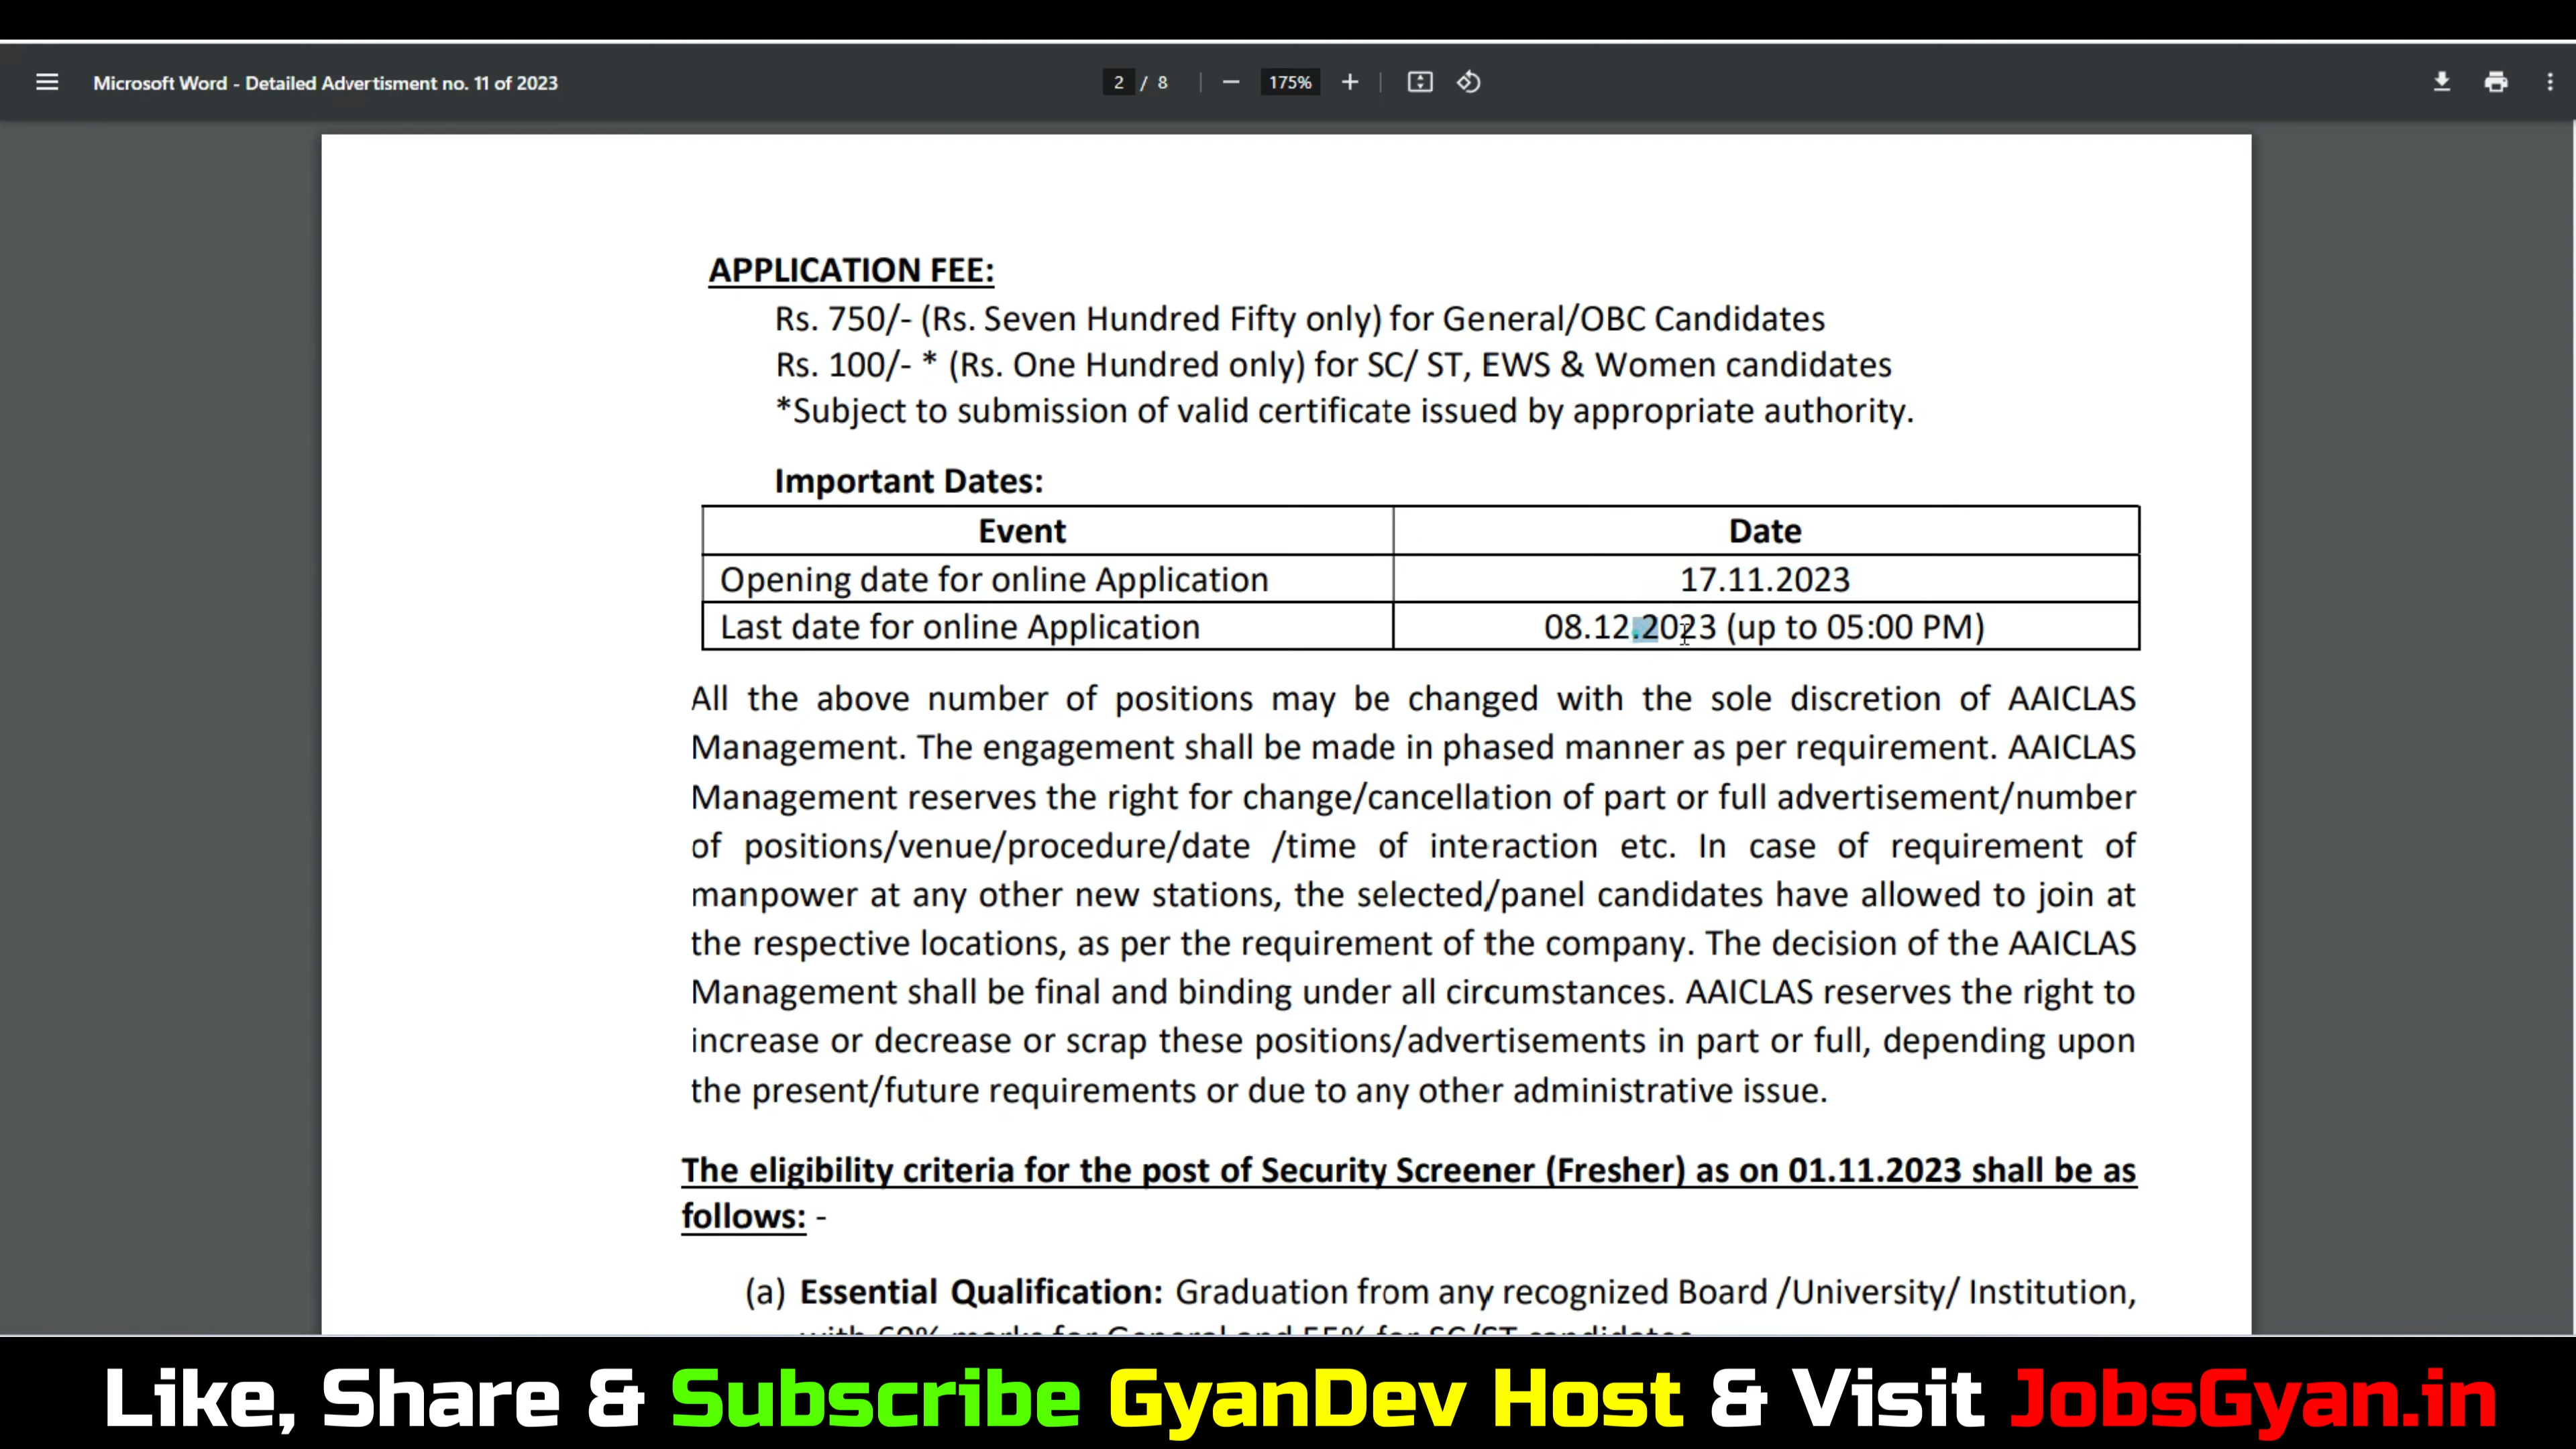 Microsoft Word - Detailed Advertisment no. 11 of 2023
2 / 8
175%
APPLICATION FEE:
Rs. 750/- (Rs. Seven Hundred Fifty only) for General/OBC Candidates
Rs. 100/- * (Rs. One Hundred only) for SC/ ST, EWS & Women candidates
*Subject to submission of valid certificate issued by appropriate authority.
Important Dates:
Event Date
Opening date for online Application 17.11.2023
Last date for online Application 08.12.2023 (up to 05:00 PM)
All the above number of positions may be changed with the sole discretion of AAICLAS
Management. The engagement shall be made in phased manner as per requirement. AAICLAS
Management reserves the right for change/cancellation of part or full advertisement/number
of positions/venue/procedure/date /time of interaction etc. In case of requirement of
manpower at any other new stations, the selected/panel candidates have allowed to join at
the respective locations, as per the requirement of the company. The decision of the AAICLAS
Management shall be final and binding under all circumstances. AAICLAS reserves the right to
increase or decrease or scrap these positions/advertisements in part or full, depending upon
the present/future requirements or due to any other administrative issue.
The eligibility criteria for the post of Security Screener (Fresher) as on 01.11.2023 shall be as
follows: -
(a) Essential Qualification: Graduation from any recognized Board /University/ Institution,
with 60% marks for General and 55% for SC/ST candidates
Like, Share & Subscribe GyanDev Host & Visit JobsGyan.in